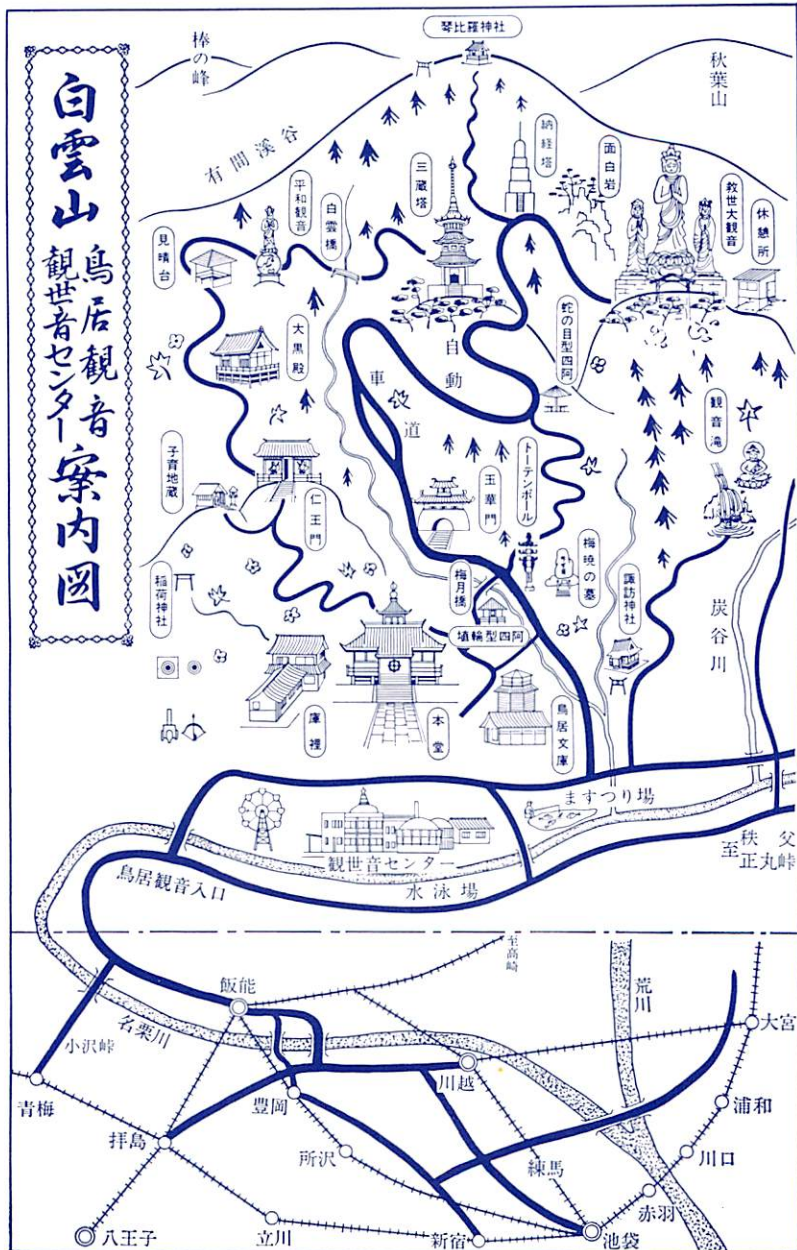 白雲山 鳥居観音
観世音センター 案内図
棒の峰
琴比羅神社
秋葉山
有間渓谷
納経塔
面白岩
三蔵塔
救世大観音
休憩所
平和観音
白雲橋
見晴台
大黒殿
蛇の目型四阿
自動車道
観音滝
子育地蔵
仁王門
玉華門
トーテンポール
梅暁の墓
諏訪神社
稲荷神社
梅月橋
埴輪型四阿
炭谷川
庫裡
本堂
鳥居文庫
ますつり場
観世音センター
鳥居観音入口
水泳場
至秩父
正丸峠
至高崎
飯能
荒川
大宮
名栗川
小沢峠
川越
青梅
豊岡
浦和
拝島
所沢
練馬
川口
赤羽
八王子
立川
新宿
池袋